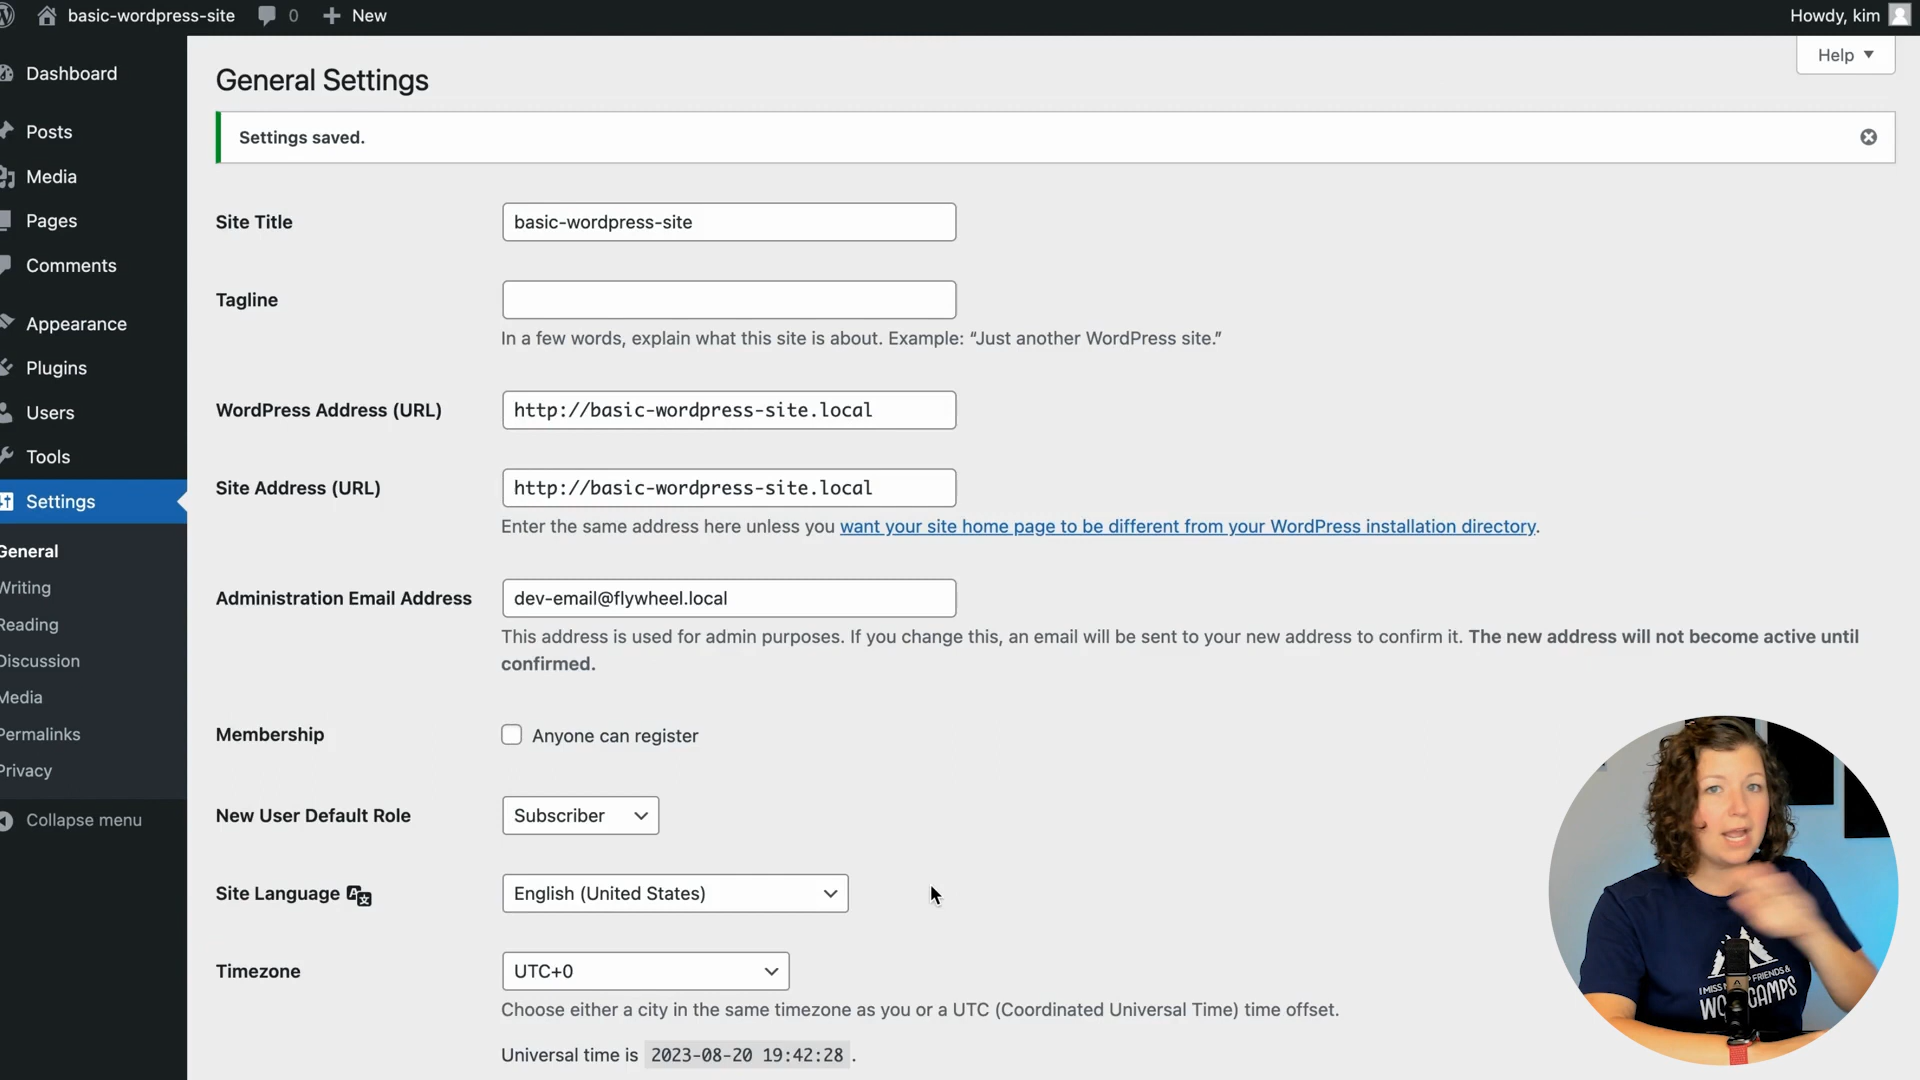 basic-wordpress-site 0 New Howdy, kim
Help
Dashboard
Posts
Media
Pages
Comments
Appearance
Plugins
Users
Tools
Settings
General
Writing
Reading
Discussion
Media
Permalinks
Privacy
Collapse menu
General Settings
Settings saved.
Site Title basic-wordpress-site
Tagline
In a few words, explain what this site is about. Example: “Just another WordPress site.”
WordPress Address (URL) http://basic-wordpress-site.local
Site Address (URL) http://basic-wordpress-site.local
Enter the same address here unless you want your site home page to be different from your WordPress installation directory.
Administration Email Address dev-email@flywheel.local
This address is used for admin purposes. If you change this, an email will be sent to your new address to confirm it. The new address will not become active until
confirmed.
Membership Anyone can register
New User Default Role Subscriber
Site Language English (United States)
Timezone UTC+0
Choose either a city in the same timezone as you or a UTC (Coordinated Universal Time) time offset.
Universal time is 2023-08-20 19:42:28 .
I MISS
FRIENDS &